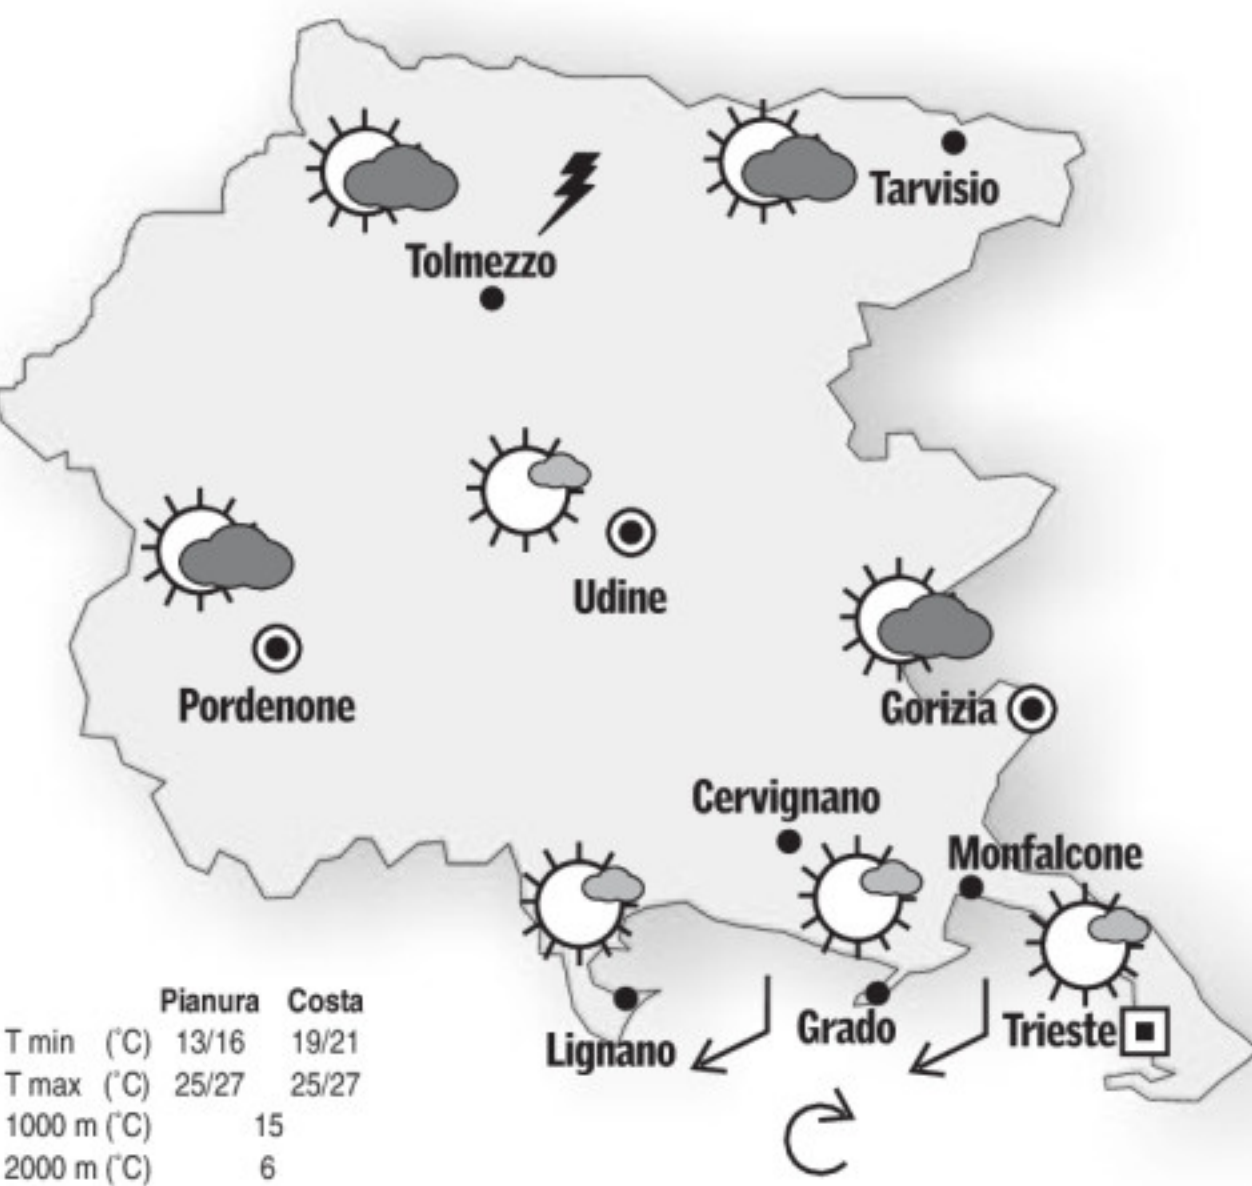 Tarvisio
Tolmezzo
Udine
Pordenone
Gorizia
Cervignano
Monfalcone
Grado
Trieste
Lignano
Pianura Costa
T min (°C) 13/16 19/21
T max (°C) 25/27 25/27
1000 m (°C) 15
2000 m (°C) 6